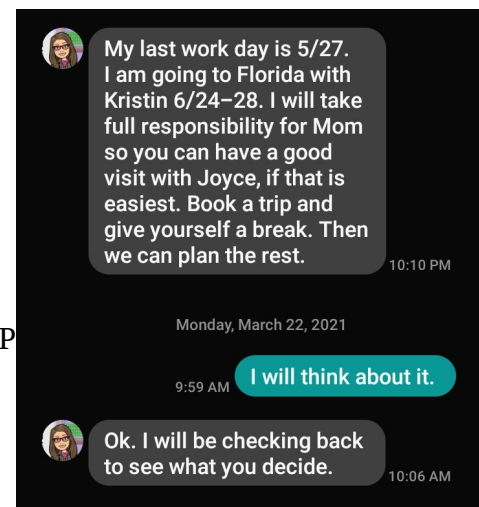 My last work day is 5/27.
I am going to Florida with
Kristin 6/24–28. I will take
full responsibility for Mom
so you can have a good
visit with Joyce, if that is
easiest. Book a trip and
give yourself a break. Then
we can plan the rest.
10:10 PM
Monday, March 22, 2021
P
9:59 AM I will think about it.
Ok. I will be checking back
to see what you decide.
10:06 AM